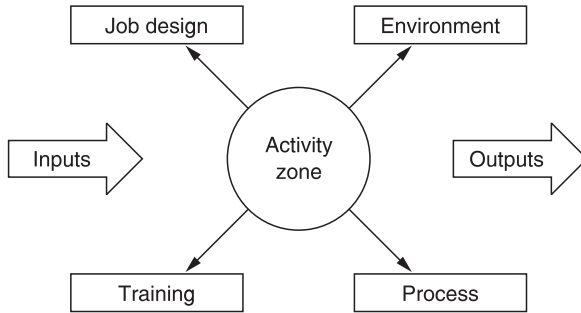 Job design
Environment
Inputs
Activity
zone
Outputs
Training
Process